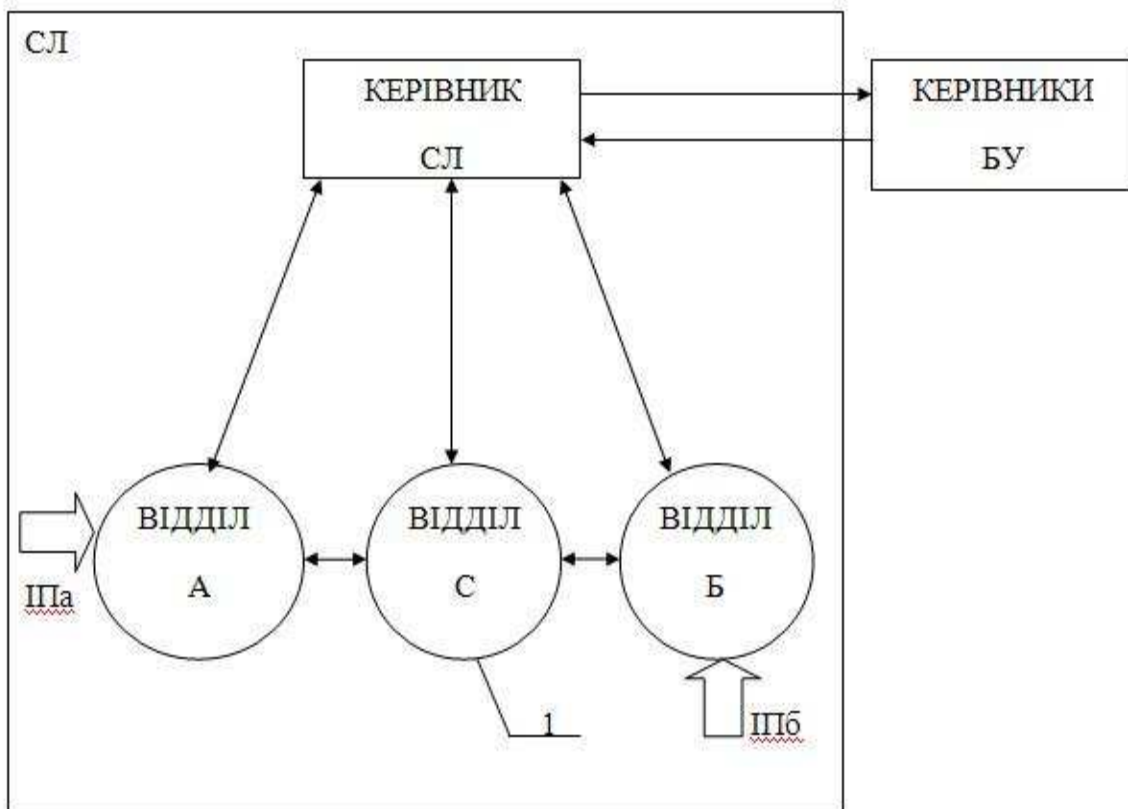 СЛ
КЕРІВНИК
СЛ
КЕРІВНИКИ
БУ
ВІДДІЛ
А
ВІДДІЛ
С
ВІДДІЛ
Б
ІПа
1
ІПб